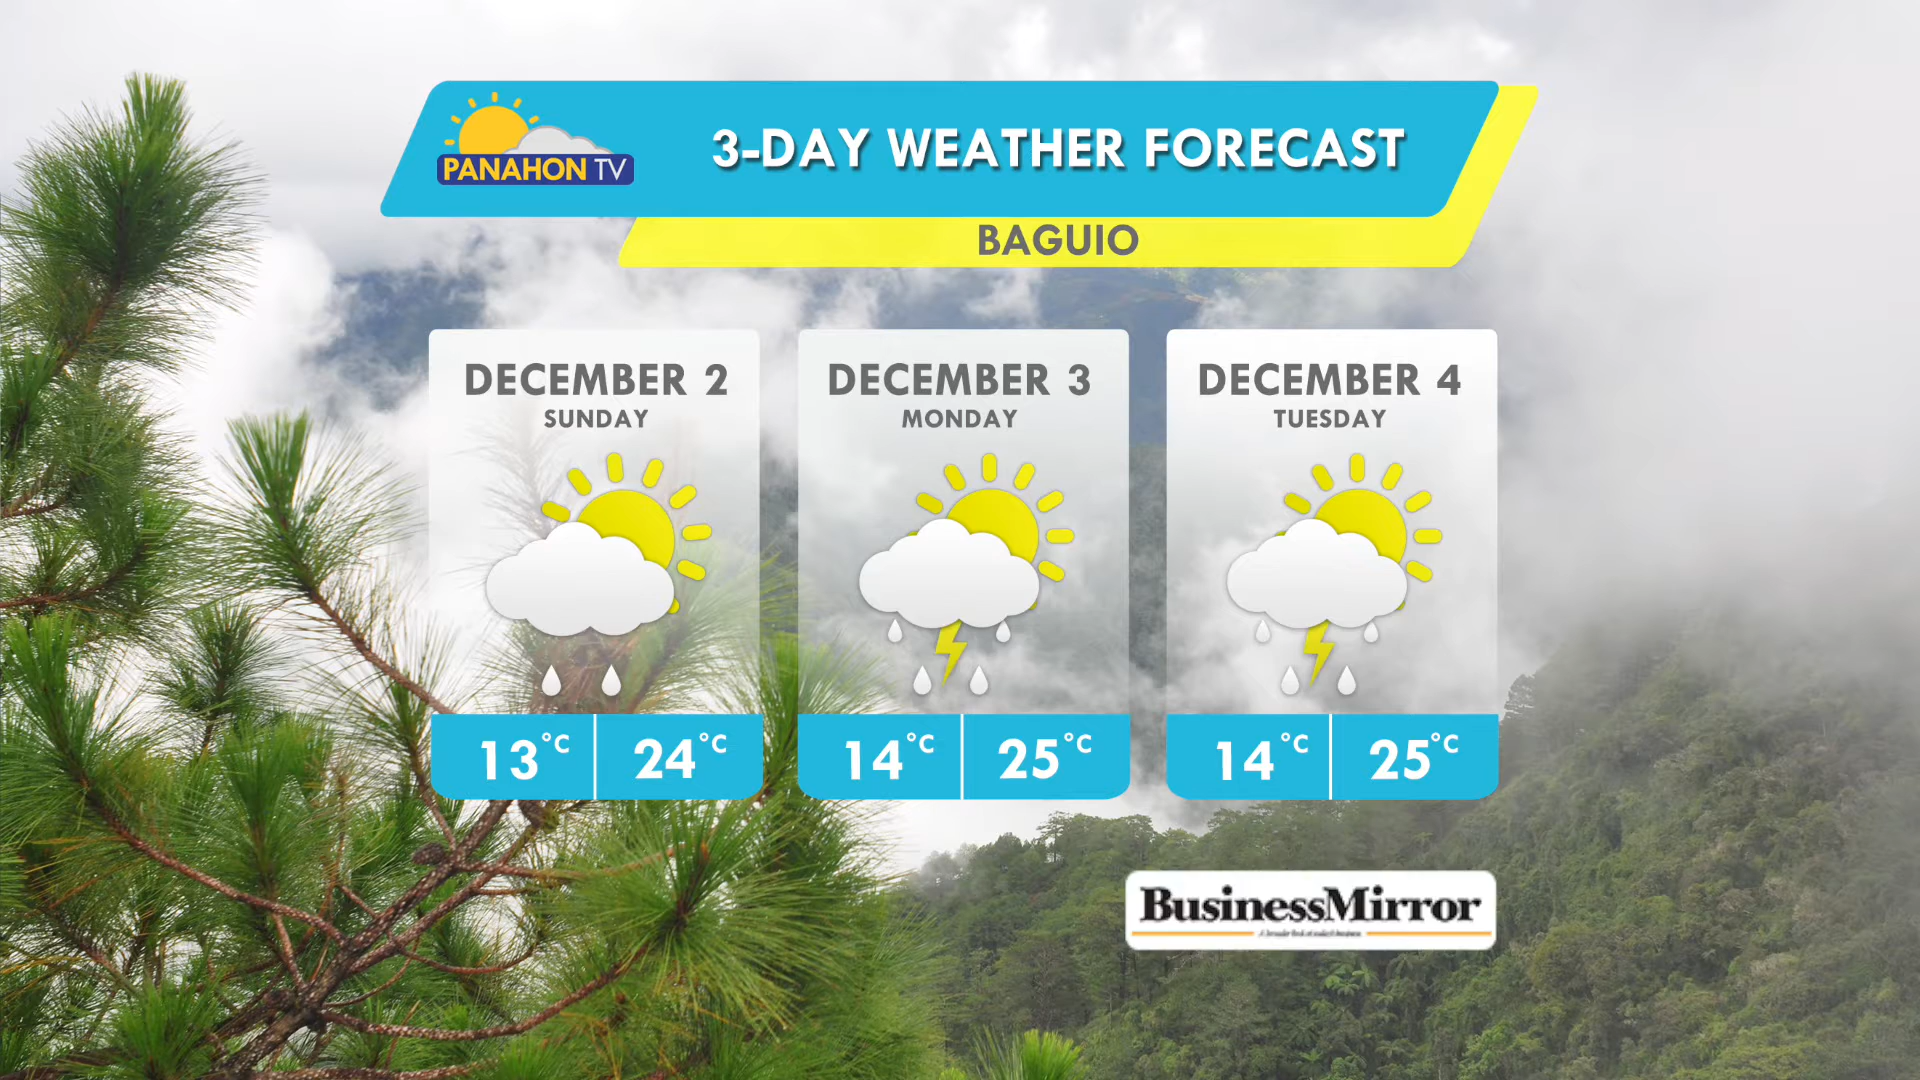 PANAHON TV
3-DAY WEATHER FORECAST
BAGUIO
DECEMBER 2
SUNDAY
13°C
24°C
DECEMBER 3
MONDAY
14°C
25°C
DECEMBER 4
TUESDAY
14°C
25°C
BusinessMirror